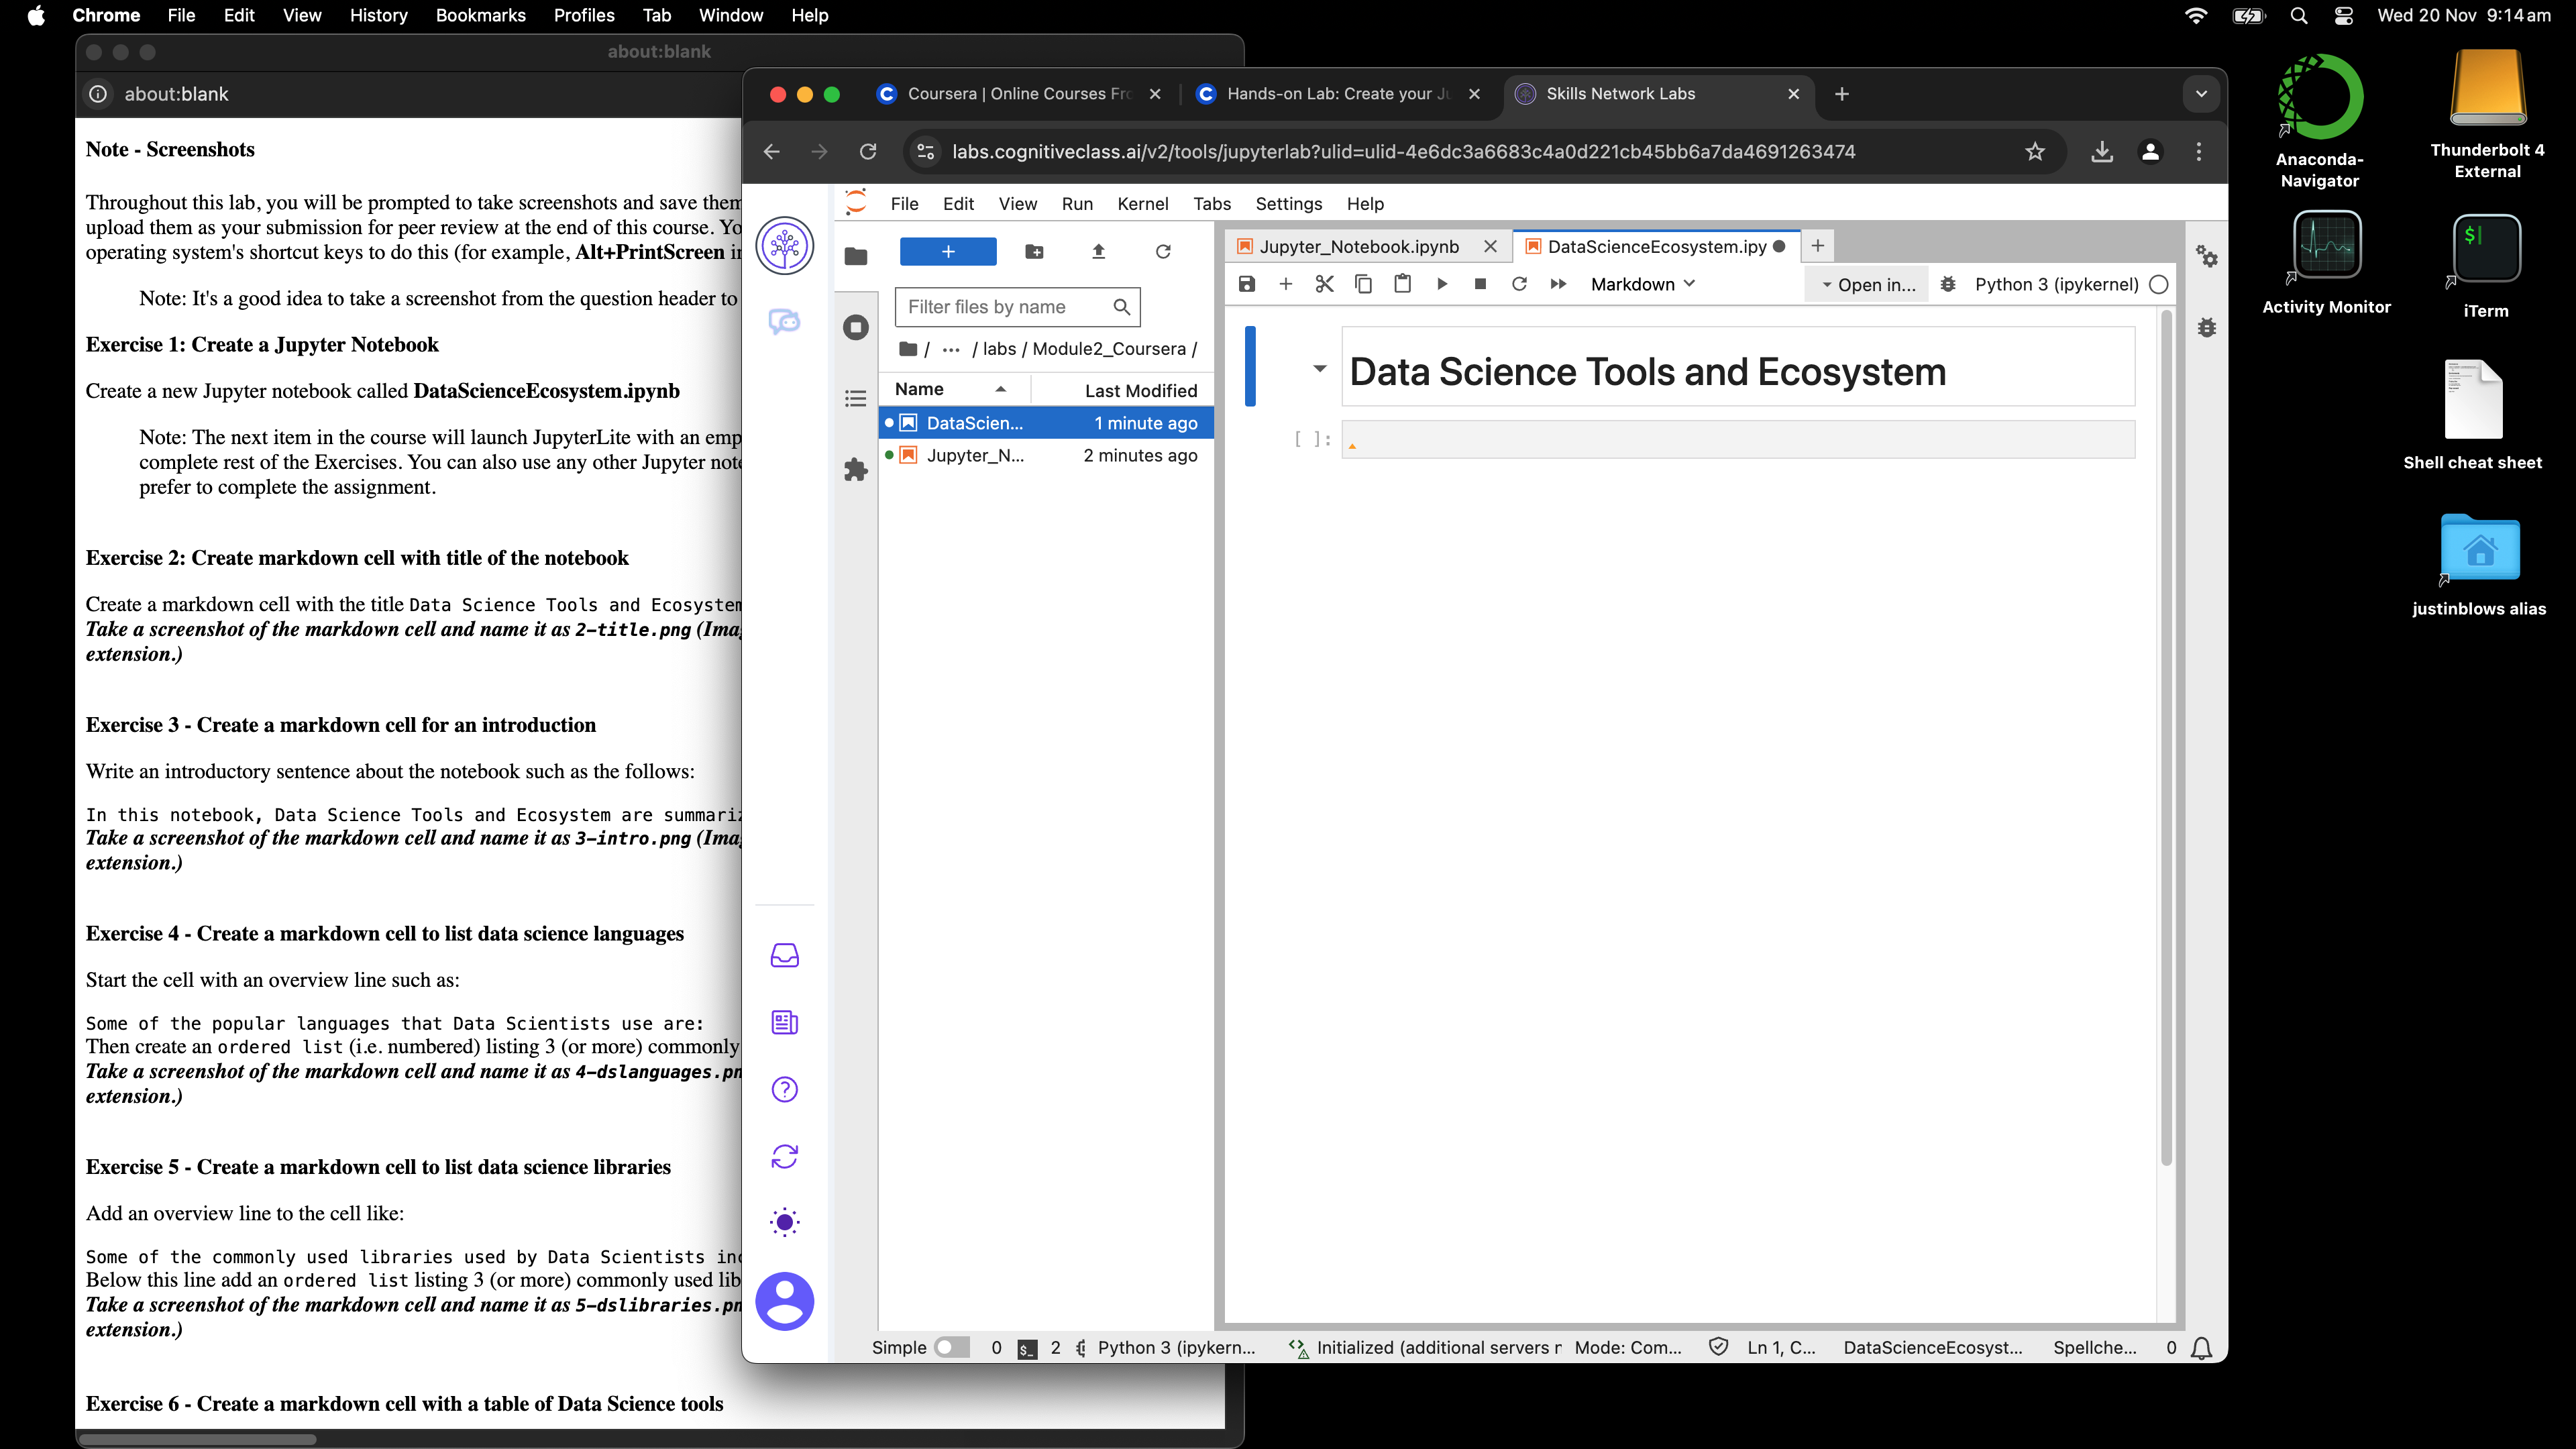 Chrome File Edit View History Bookmarks Profiles Tab Window Help Wed 20 Nov 9:14 am
about:blank
about:blank
Note - Screenshots
Throughout this lab, you will be prompted to take screenshots and save them
upload them as your submission for peer review at the end of this course. Yo
operating system's shortcut keys to do this (for example, Alt+PrintScreen in
Note: It's a good idea to take a screenshot from the question header to
Exercise 1: Create a Jupyter Notebook
Create a new Jupyter notebook called DataScienceEcosystem.ipynb
Note: The next item in the course will launch JupyterLite with an emp
complete rest of the Exercises. You can also use any other Jupyter note
prefer to complete the assignment.
Exercise 2: Create markdown cell with title of the notebook
Create a markdown cell with the title Data Science Tools and Ecosystem
Take a screenshot of the markdown cell and name it as 2-title.png (Ima
extension.)
Exercise 3 - Create a markdown cell for an introduction
Write an introductory sentence about the notebook such as the follows:
In this notebook, Data Science Tools and Ecosystem are summariz
Take a screenshot of the markdown cell and name it as 3-intro.png (Ima
extension.)
Exercise 4 - Create a markdown cell to list data science languages
Start the cell with an overview line such as:
Some of the popular languages that Data Scientists use are:
Then create an ordered list (i.e. numbered) listing 3 (or more) commonly
Take a screenshot of the markdown cell and name it as 4-dslanguages.pn
extension.)
Exercise 5 - Create a markdown cell to list data science libraries
Add an overview line to the cell like:
Some of the commonly used libraries used by Data Scientists inc
Below this line add an ordered list listing 3 (or more) commonly used lib
Take a screenshot of the markdown cell and name it as 5-dslibraries.pn
extension.)
Exercise 6 - Create a markdown cell with a table of Data Science tools
Coursera | Online Courses Fro
Hands-on Lab: Create your Ju
Skills Network Labs
labs.cognitiveclass.ai/v2/tools/jupyterlab?ulid=ulid-4e6dc3a6683c4a0d221cb45bb6a7da4691263474
File Edit View Run Kernel Tabs Settings Help
Filter files by name
/ ... / labs / Module2_Coursera /
Name Last Modified
DataScien... 1 minute ago
Jupyter_N... 2 minutes ago
Jupyter_Notebook.ipynb
DataScienceEcosystem.ipy
Markdown Open in... Python 3 (ipykernel)
Data Science Tools and Ecosystem
[ ]:
Simple 0 $_ 2 Python 3 (ipykern... Initialized (additional servers n Mode: Com... Ln 1, C... DataScienceEcosyst... Spellche... 0
Anaconda-
Navigator
Thunderbolt 4
External
Activity Monitor
$
iTerm
Shell cheat sheet
justinblows alias